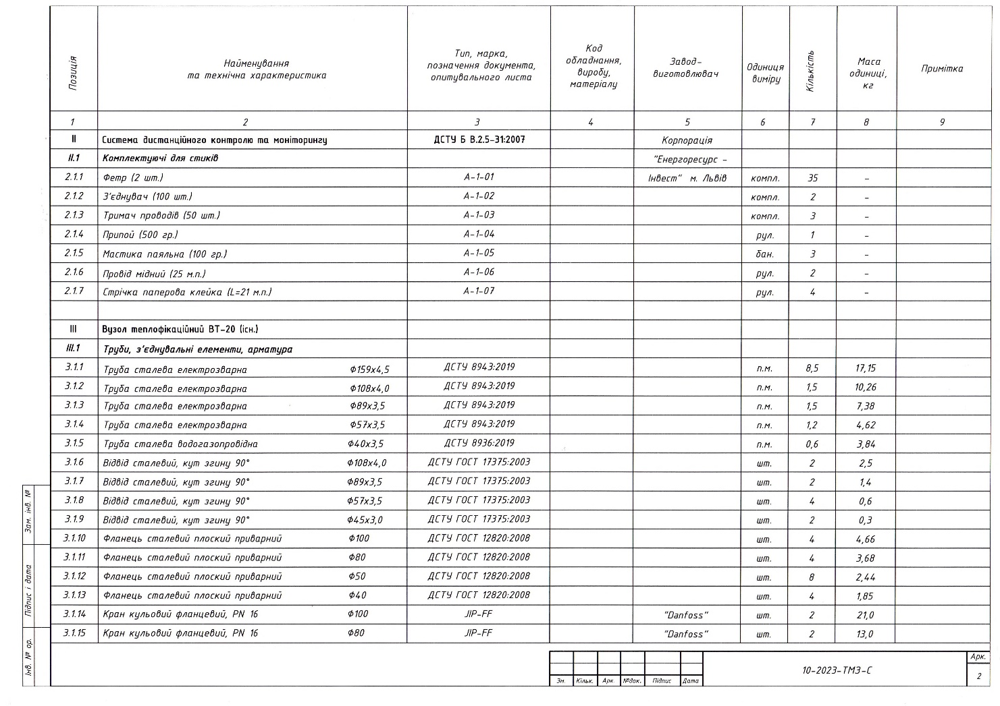 Позиція
Найменування
та технічна характеристика
Тип, марка,
позначення документа,
опитувального листа
Код
обладнання,
виробу,
матеріалу
Завод-
виготовлювач
Одиниця
виміру
Кількість
Маса
одиниці,
кг
Примітка
1 2 3 4 5 6 7 8 9
II Система дистанційного контролю та моніторингу ДСТУ Б В.2.5-31:2007 Корпорація
II.1 Комплектуючі для стиків "Енергоресурс -
2.1.1 Фетр (2 шт.) А-1-01 Інвест" м. Львів компл. 35 -
2.1.2 З'єднувач (100 шт.) А-1-02 компл. 2 -
2.1.3 Тримач проводів (50 шт.) А-1-03 компл. 3 -
2.1.4 Припой (500 гр.) А-1-04 рул. 1 -
2.1.5 Мастика паяльна (100 гр.) А-1-05 бан. 3 -
2.1.6 Провід мідний (25 м.п.) А-1-06 рул. 2 -
2.1.7 Стрічка паперова клейка (L=21 м.п.) А-1-07 рул. 4 -
III Вузол теплофікаційний ВТ-20 (існ.)
III.1 Труби, з'єднувальні елементи, арматура
3.1.1 Труба сталева електрозварна Ф159х4,5 ДСТУ 8943:2019 п.м. 8,5 17,15
3.1.2 Труба сталева електрозварна Ф108х4,0 ДСТУ 8943:2019 п.м. 1,5 10,26
3.1.3 Труба сталева електрозварна Ф89х3,5 ДСТУ 8943:2019 п.м. 1,5 7,38
3.1.4 Труба сталева електрозварна Ф57х3,5 ДСТУ 8943:2019 п.м. 1,2 4,62
3.1.5 Труба сталева водогазопровідна Ф40х3,5 ДСТУ 8936:2019 п.м. 0,6 3,84
3.1.6 Відвід сталевий, кут згину 90° Ф108х4,0 ДСТУ ГОСТ 17375:2003 шт. 2 2,5
3.1.7 Відвід сталевий, кут згину 90° Ф89х3,5 ДСТУ ГОСТ 17375:2003 шт. 2 1,4
3.1.8 Відвід сталевий, кут згину 90° Ф57х3,5 ДСТУ ГОСТ 17375:2003 шт. 4 0,6
3.1.9 Відвід сталевий, кут згину 90° Ф45х3,0 ДСТУ ГОСТ 17375:2003 шт. 2 0,3
3.1.10 Фланець сталевий плоский приварний Ф100 ДСТУ ГОСТ 12820:2008 шт. 4 4,66
3.1.11 Фланець сталевий плоский приварний Ф80 ДСТУ ГОСТ 12820:2008 шт. 4 3,68
3.1.12 Фланець сталевий плоский приварний Ф50 ДСТУ ГОСТ 12820:2008 шт. 8 2,44
3.1.13 Фланець сталевий плоский приварний Ф40 ДСТУ ГОСТ 12820:2008 шт. 4 1,85
3.1.14 Кран кульовий фланцевий, PN 16 Ф100 JIP-FF "Danfoss" шт. 2 21,0
3.1.15 Кран кульовий фланцевий, PN 16 Ф80 JIP-FF "Danfoss" шт. 2 13,0
Зам. інв. №
Підпис і дата
Інв. № ор.
Зм. Кільк. Арк. №док. Підпис Дата
10-2023-ТМЗ-С
Арк.
2